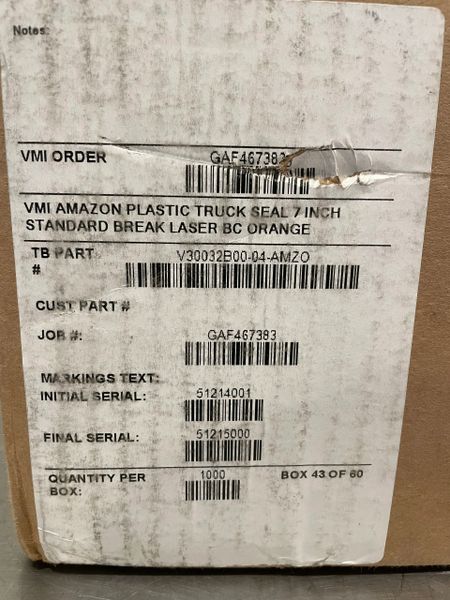 Notes:
VMI ORDER GAF467383
VMI AMAZON PLASTIC TRUCK SEAL 7 INCH
STANDARD BREAK LASER BC ORANGE
TB PART V30032B00-04-AMZO
#
CUST PART #
JOB #: GAF467383
MARKINGS TEXT:
INITIAL SERIAL: 51214001
FINAL SERIAL: 51215000
QUANTITY PER 1000 BOX 43 OF 60
BOX: